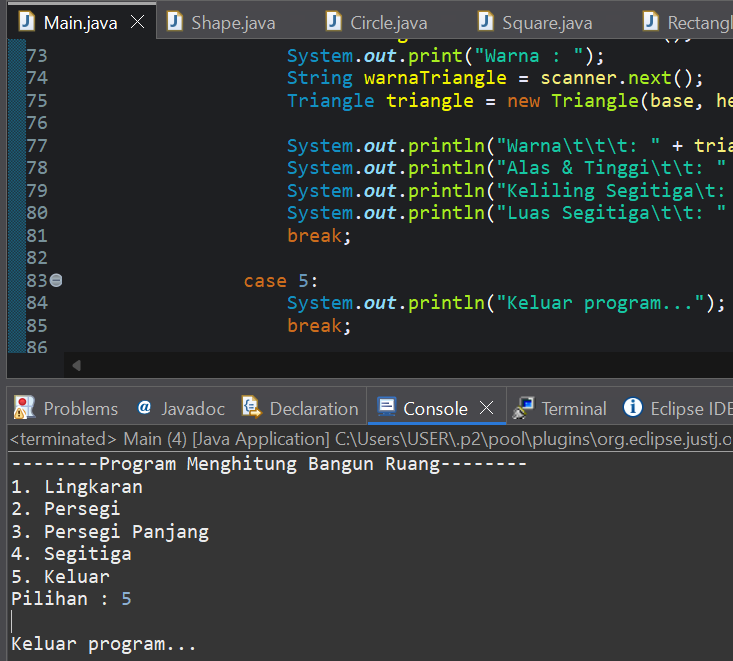 Main.java Shape.java Circle.java Square.java Rectangl
73 System.out.print("Warna : ");
74 String warnaTriangle = scanner.next();
75 Triangle triangle = new Triangle(base, he
76
77 System.out.println("Warna\t\t\t: " + tria
78 System.out.println("Alas & Tinggi\t\t: "
79 System.out.println("Keliling Segitiga\t:
80 System.out.println("Luas Segitiga\t\t: "
81 break;
82
83 case 5:
84 System.out.println("Keluar program...");
85 break;
86
Problems Javadoc Declaration Console Terminal Eclipse IDE
<terminated> Main (4) [Java Application] C:\Users\USER\.p2\pool\plugins\org.eclipse.justj.o
--------Program Menghitung Bangun Ruang--------
1. Lingkaran
2. Persegi
3. Persegi Panjang
4. Segitiga
5. Keluar
Pilihan : 5
Keluar program...